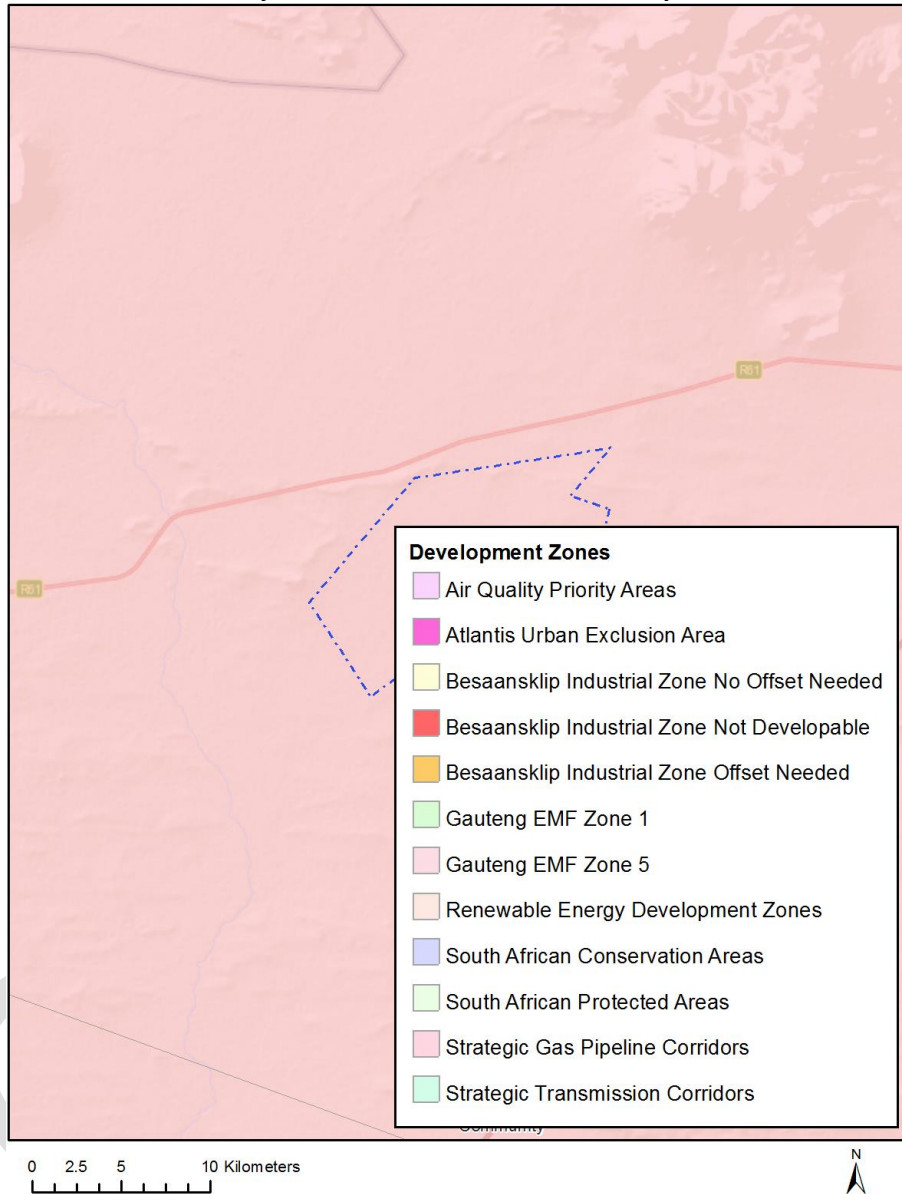 R61
R61
Development Zones
Air Quality Priority Areas
Atlantis Urban Exclusion Area
Besaansklip Industrial Zone No Offset Needed
Besaansklip Industrial Zone Not Developable
Besaansklip Industrial Zone Offset Needed
Gauteng EMF Zone 1
Gauteng EMF Zone 5
Renewable Energy Development Zones
South African Conservation Areas
South African Protected Areas
Strategic Gas Pipeline Corridors
Strategic Transmission Corridors
Community
0 2.5 5 10 Kilometers
N